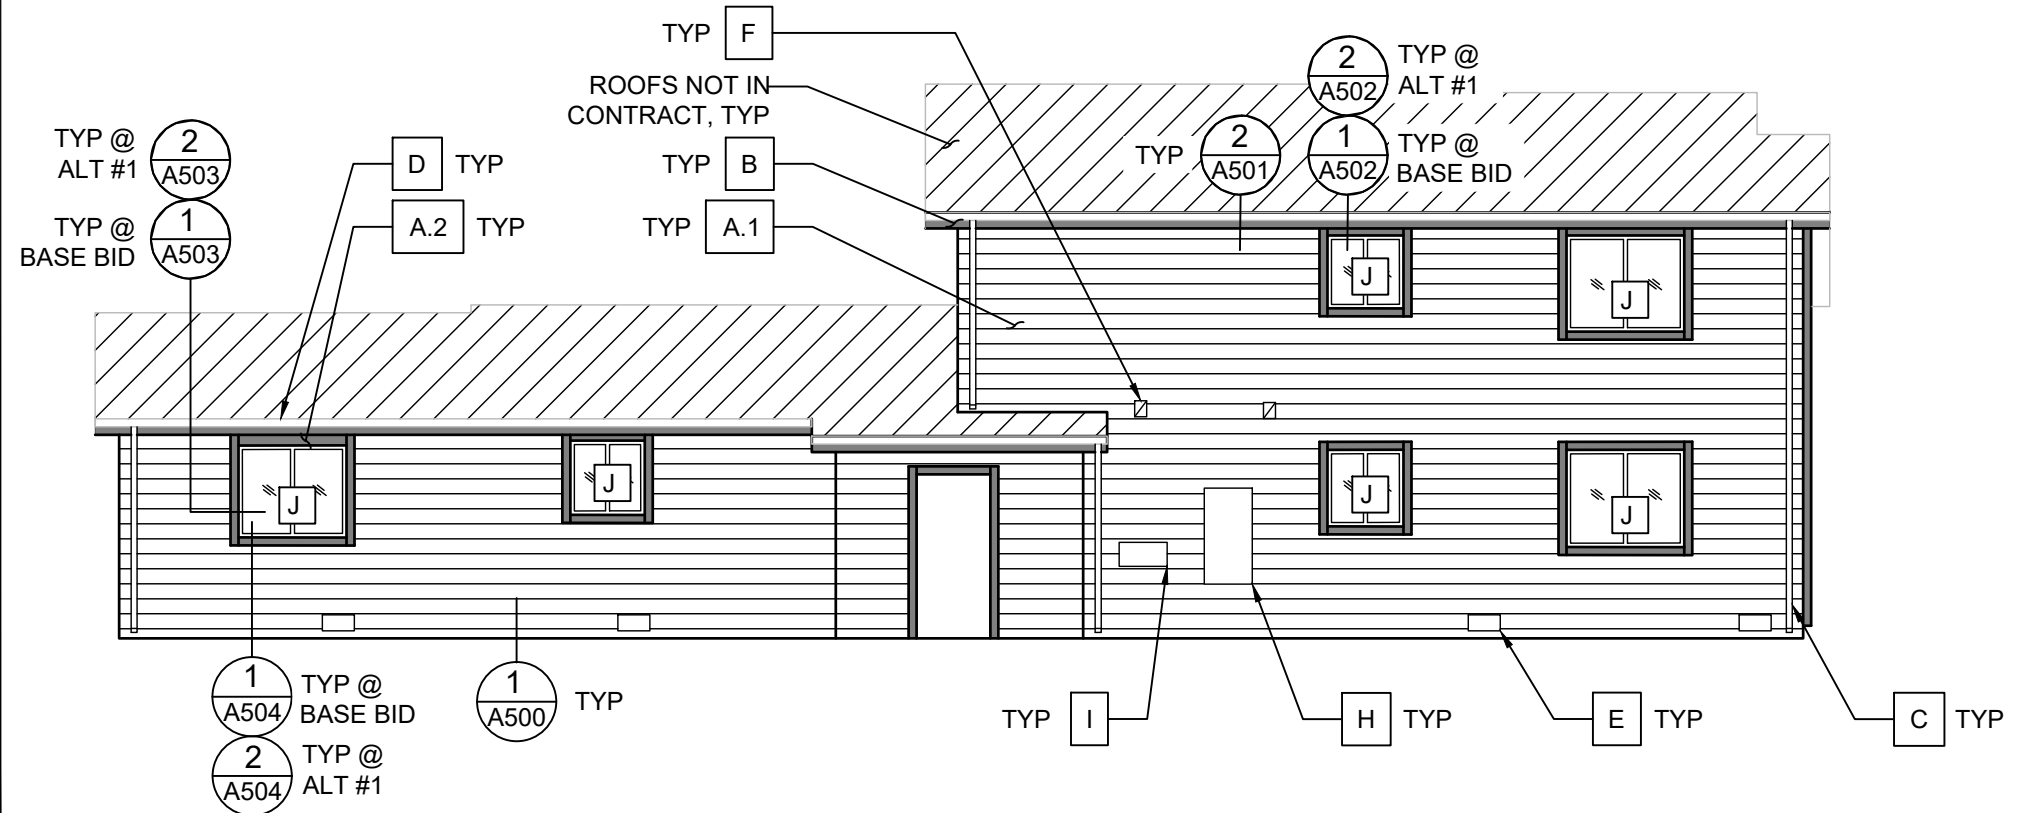 TYP F
ROOFS NOT IN
CONTRACT, TYP
2
A502
TYP @
ALT #1
TYP @
ALT #1
2
A503
D TYP
TYP B
TYP
2
A501
1
A502
TYP @
BASE BID
TYP @
BASE BID
1
A503
A.2 TYP
TYP A.1
J
J
J
J
J
J
1
A504
TYP @
BASE BID
1
A500
TYP
TYP I
H TYP
E TYP
C TYP
2
A504
TYP @
ALT #1